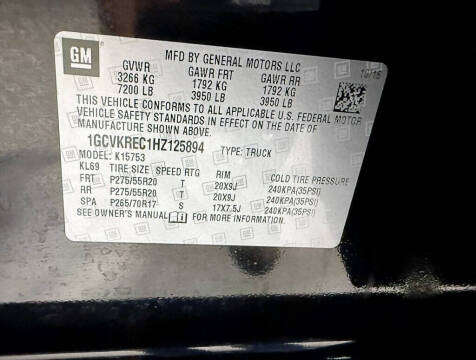 GM
MFD BY GENERAL MOTORS LLC
10/16
GVWR GAWR FRT GAWR RR
3266 KG 1792 KG 1792 KG
7200 LB 3950 LB 3950 LB
THIS VEHICLE CONFORMS TO ALL APPLICABLE U.S. FEDERAL MOTOR
VEHICLE SAFETY STANDARDS IN EFFECT ON THE DATE OF
MANUFACTURE SHOWN ABOVE.
1GCVKREC1HZ125894 TYPE: TRUCK
MODEL: K15753
KL69 TIRE SIZE SPEED RTG RIM COLD TIRE PRESSURE
FRT P275/55R20 S 20X9J 240KPA(35PSI)
RR P275/55R20 S 20X9J 240KPA(35PSI)
SPA P265/70R17 S 17X7.5J 240KPA(35PSI)
SEE OWNER'S MANUAL FOR MORE INFORMATION.